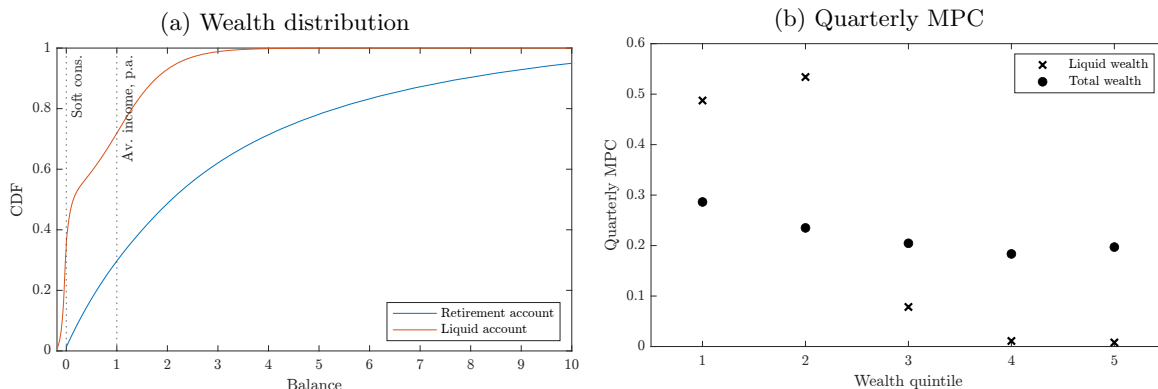 (a) Wealth distribution
1
0.8
0.6
0.4
0.2
0
CDF
Soft cons.
Av. income, p.a.
Retirement account
Liquid account
0 1 2 3 4 5 6 7 8 9 10
Balance
(b) Quarterly MPC
0.6
0.5
0.4
0.3
0.2
0.1
0
Quarterly MPC
Liquid wealth
Total wealth
1 2 3 4 5
Wealth quintile